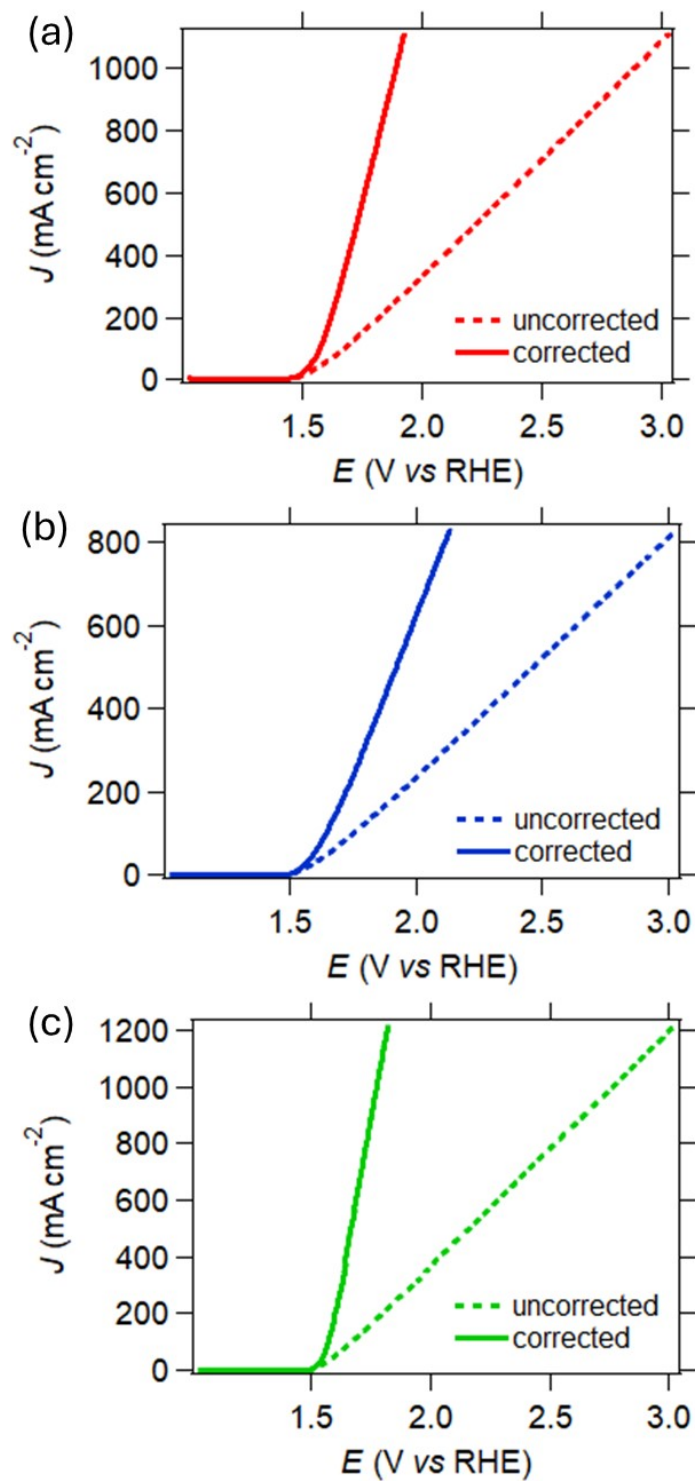 (a)
1000
800
600
400
200
0
J (mA cm-2)
uncorrected
corrected
1.5 2.0 2.5 3.0
E (V vs RHE)
(b)
800
600
400
200
0
J (mA cm-2)
uncorrected
corrected
1.5 2.0 2.5 3.0
E (V vs RHE)
(c)
1200
1000
800
600
400
200
0
J (mA cm-2)
uncorrected
corrected
1.5 2.0 2.5 3.0
E (V vs RHE)